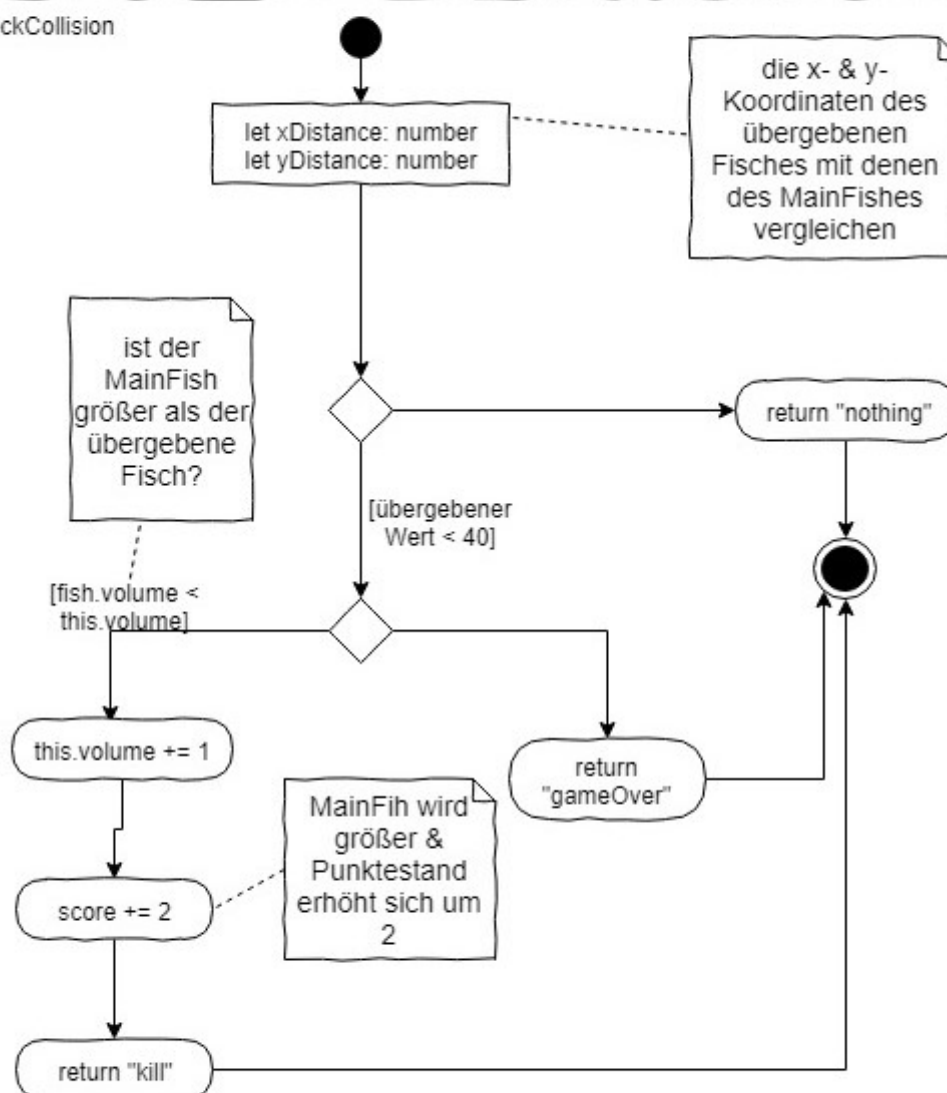 ckCollision
let xDistance: number
let yDistance: number
die x- & y-
Koordinaten des
übergebenen
Fisches mit denen
des MainFishes
vergleichen
ist der
MainFish
größer als der
übergebene
Fisch?
return "nothing"
[übergebener
Wert < 40]
[fish.volume <
this.volume]
this.volume += 1
return
"gameOver"
MainFih wird
größer &
Punktestand
erhöht sich um
2
score += 2
return "kill"